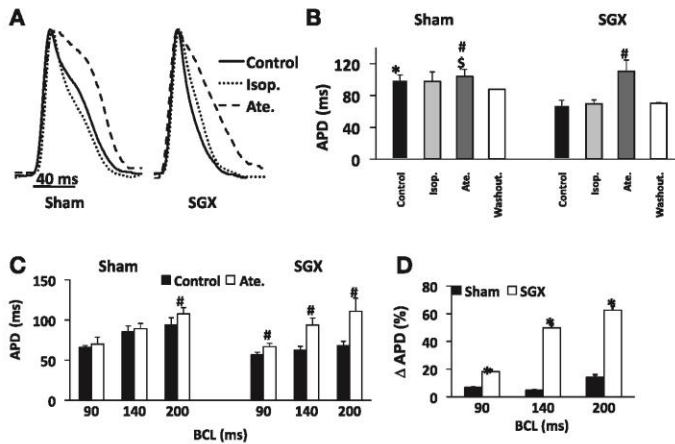 A
Control
Isop.
Ate.
40 ms
Sham
SGX
B
Sham
SGX
APD (ms)
120
80
40
0
*
#
$
#
Control
Isop.
Ate.
Washout.
Control
Isop.
Ate.
Washout.
C
Sham
SGX
Control
Ate.
APD (ms)
150
100
50
0
#
#
#
#
90
140
200
90
140
200
BCL (ms)
D
Sham
SGX
Δ APD (%)
80
60
40
20
0
*
*
*
90
140
200
BCL (ms)